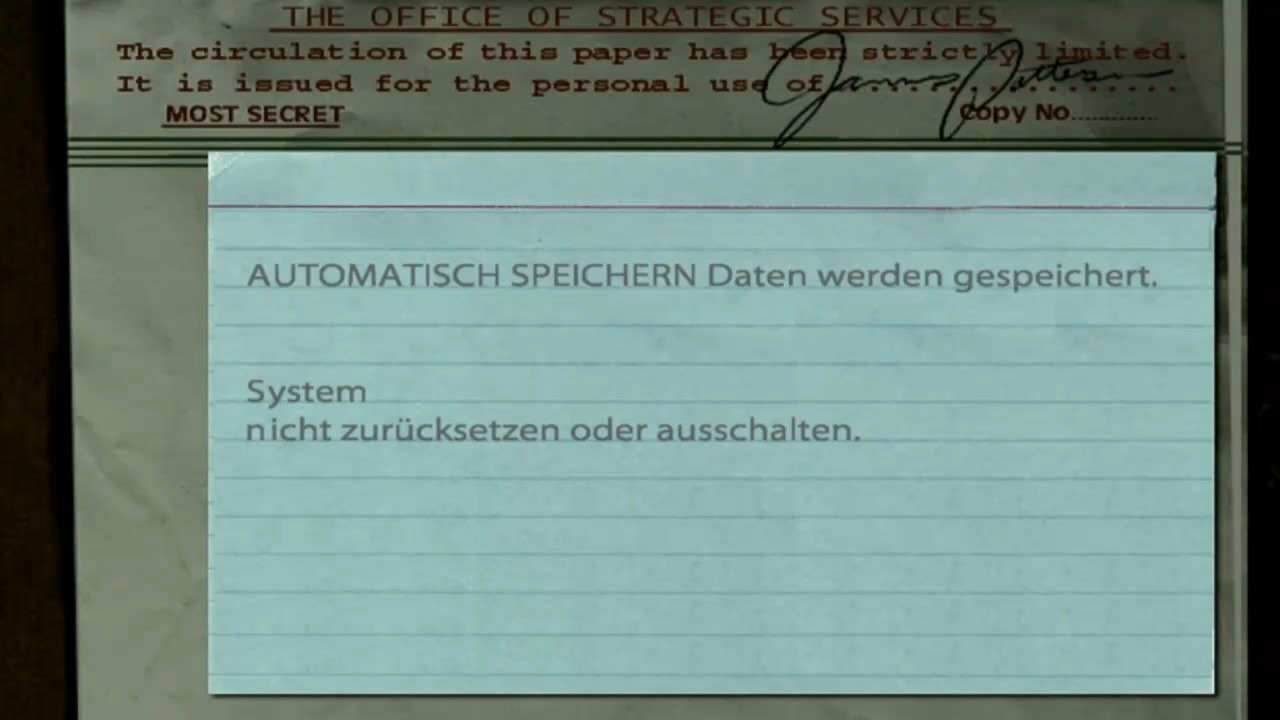 THE OFFICE OF STRATEGIC SERVICES
The circulation of this paper has been strictly limited.
It is issued for the personal use of....................
MOST SECRET
Copy No............
AUTOMATISCH SPEICHERN Daten werden gespeichert.
System
nicht zurücksetzen oder ausschalten.